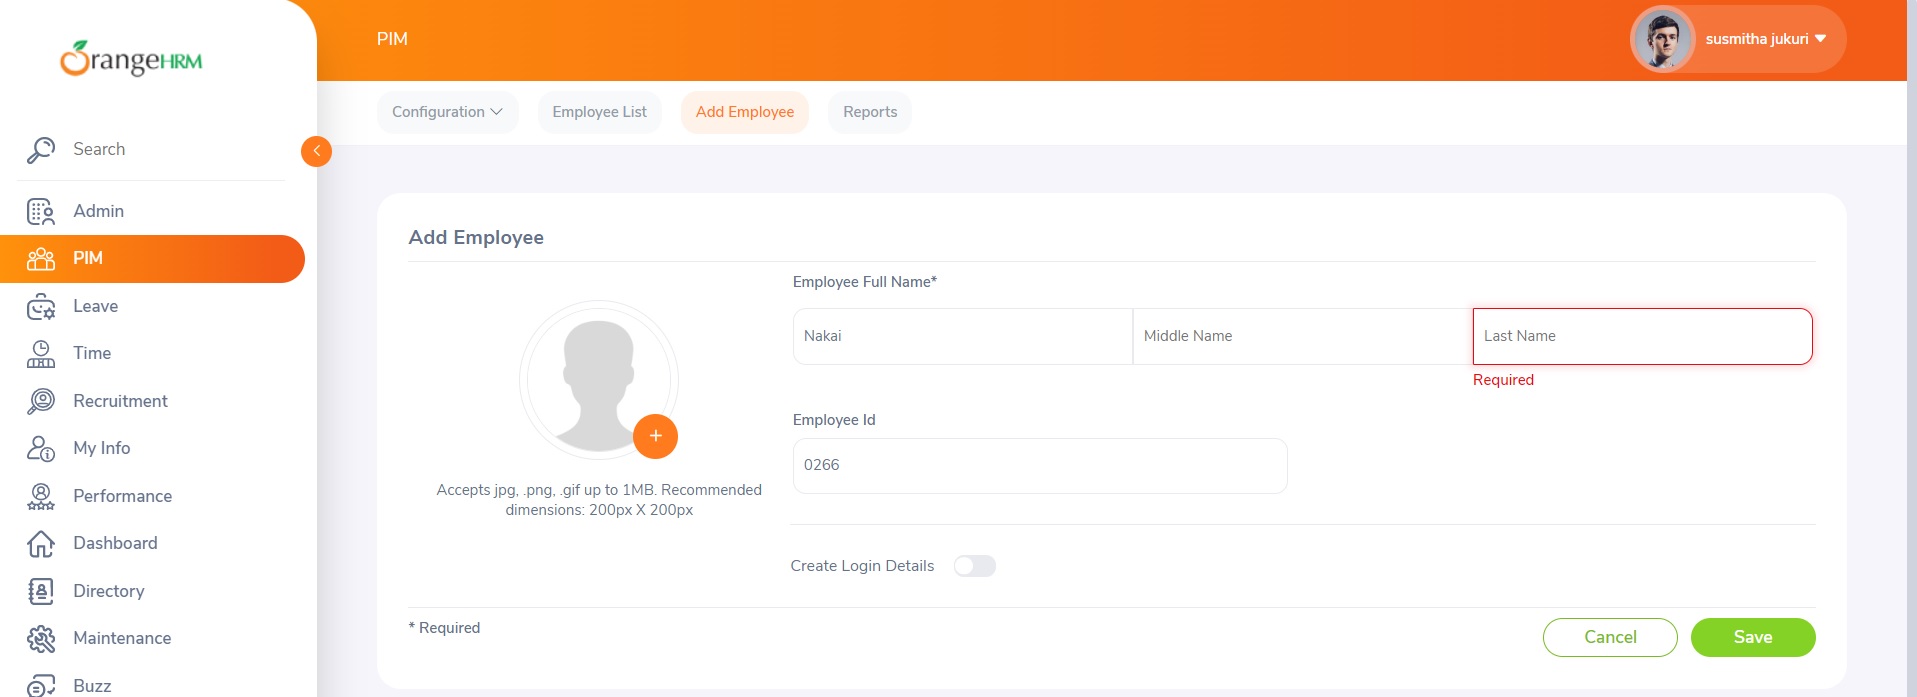 OrangeHRM
PIM
susmitha jukuri
Configuration
Employee List
Add Employee
Reports
Search
Admin
PIM
Leave
Time
Recruitment
My Info
Performance
Dashboard
Directory
Maintenance
Buzz
Add Employee
Accepts jpg, .png, .gif up to 1MB. Recommended
dimensions: 200px X 200px
Employee Full Name*
Nakai
Middle Name
Last Name
Required
Employee Id
0266
Create Login Details
* Required
Cancel
Save